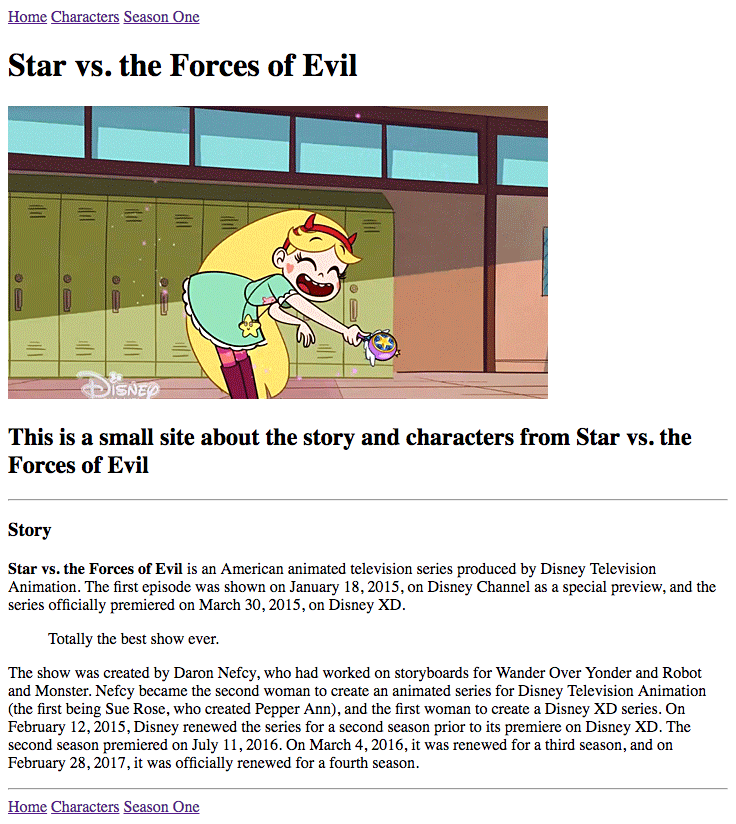 Home Characters Season One
Star vs. the Forces of Evil
Disney
This is a small site about the story and characters from Star vs. the
Forces of Evil
Story
Star vs. the Forces of Evil is an American animated television series produced by Disney Television
Animation. The first episode was shown on January 18, 2015, on Disney Channel as a special preview, and the
series officially premiered on March 30, 2015, on Disney XD.
Totally the best show ever.
The show was created by Daron Nefcy, who had worked on storyboards for Wander Over Yonder and Robot
and Monster. Nefcy became the second woman to create an animated series for Disney Television Animation
(the first being Sue Rose, who created Pepper Ann), and the first woman to create a Disney XD series. On
February 12, 2015, Disney renewed the series for a second season prior to its premiere on Disney XD. The
second season premiered on July 11, 2016. On March 4, 2016, it was renewed for a third season, and on
February 28, 2017, it was officially renewed for a fourth season.
Home Characters Season One